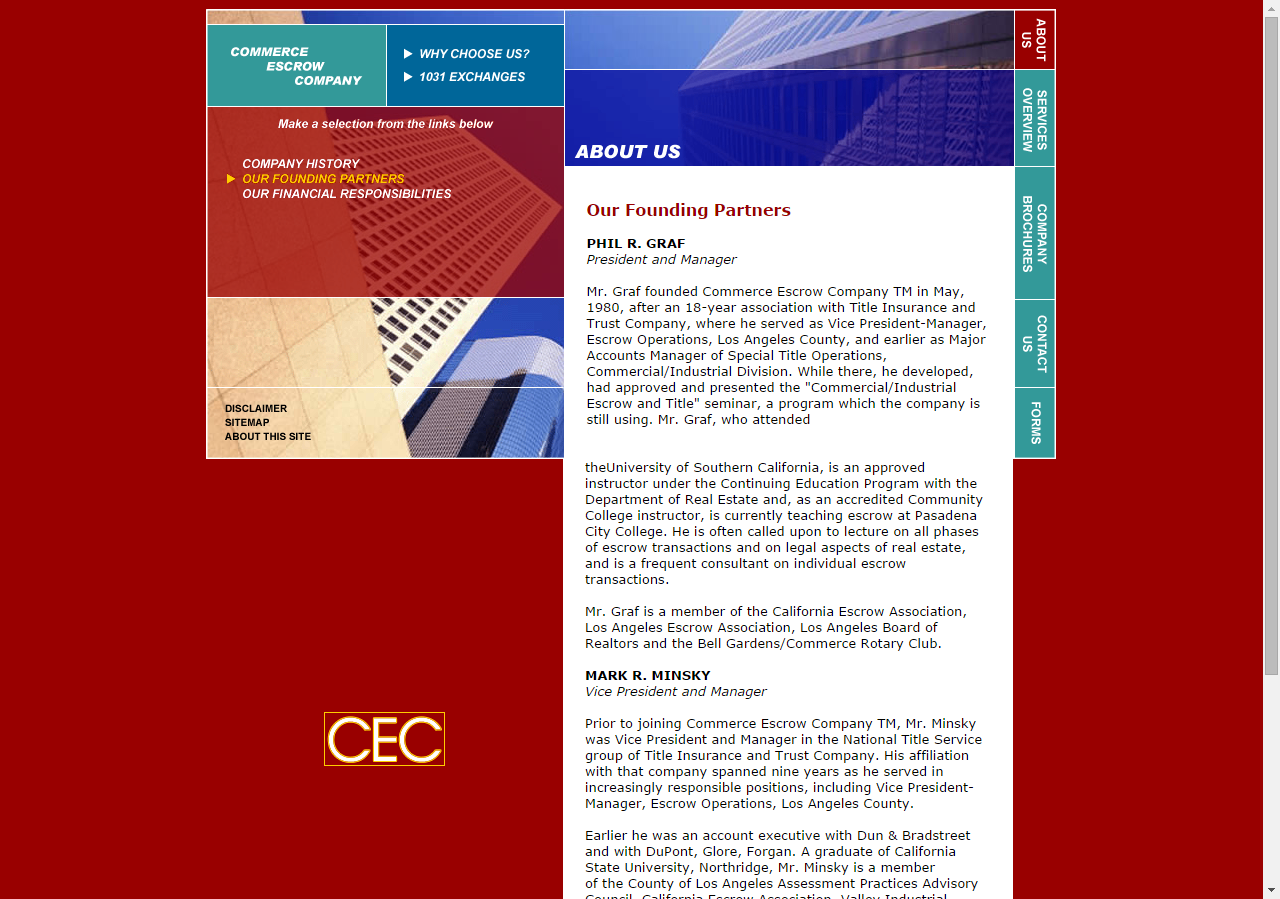 COMMERCE
ESCROW
COMPANY
WHY CHOOSE US?
1031 EXCHANGES
Make a selection from the links below
COMPANY HISTORY
OUR FOUNDING PARTNERS
OUR FINANCIAL RESPONSIBILITIES
DISCLAIMER
SITEMAP
ABOUT THIS SITE
CEC
ABOUT US
Our Founding Partners
PHIL R. GRAF
President and Manager
Mr. Graf founded Commerce Escrow Company TM in May,
1980, after an 18-year association with Title Insurance and
Trust Company, where he served as Vice President-Manager,
Escrow Operations, Los Angeles County, and earlier as Major
Accounts Manager of Special Title Operations,
Commercial/Industrial Division. While there, he developed,
had approved and presented the "Commercial/Industrial
Escrow and Title" seminar, a program which the company is
still using. Mr. Graf, who attended
theUniversity of Southern California, is an approved
instructor under the Continuing Education Program with the
Department of Real Estate and, as an accredited Community
College instructor, is currently teaching escrow at Pasadena
City College. He is often called upon to lecture on all phases
of escrow transactions and on legal aspects of real estate,
and is a frequent consultant on individual escrow
transactions.
Mr. Graf is a member of the California Escrow Association,
Los Angeles Escrow Association, Los Angeles Board of
Realtors and the Bell Gardens/Commerce Rotary Club.
MARK R. MINSKY
Vice President and Manager
Prior to joining Commerce Escrow Company TM, Mr. Minsky
was Vice President and Manager in the National Title Service
group of Title Insurance and Trust Company. His affiliation
with that company spanned nine years as he served in
increasingly responsible positions, including Vice President-
Manager, Escrow Operations, Los Angeles County.
Earlier he was an account executive with Dun & Bradstreet
and with DuPont, Glore, Forgan. A graduate of California
State University, Northridge, Mr. Minsky is a member
of the County of Los Angeles Assessment Practices Advisory
Council, California Escrow Association, Valley Industrial
ABOUT
US
SERVICES
OVERVIEW
COMPANY
BROCHURES
CONTACT
US
FORMS